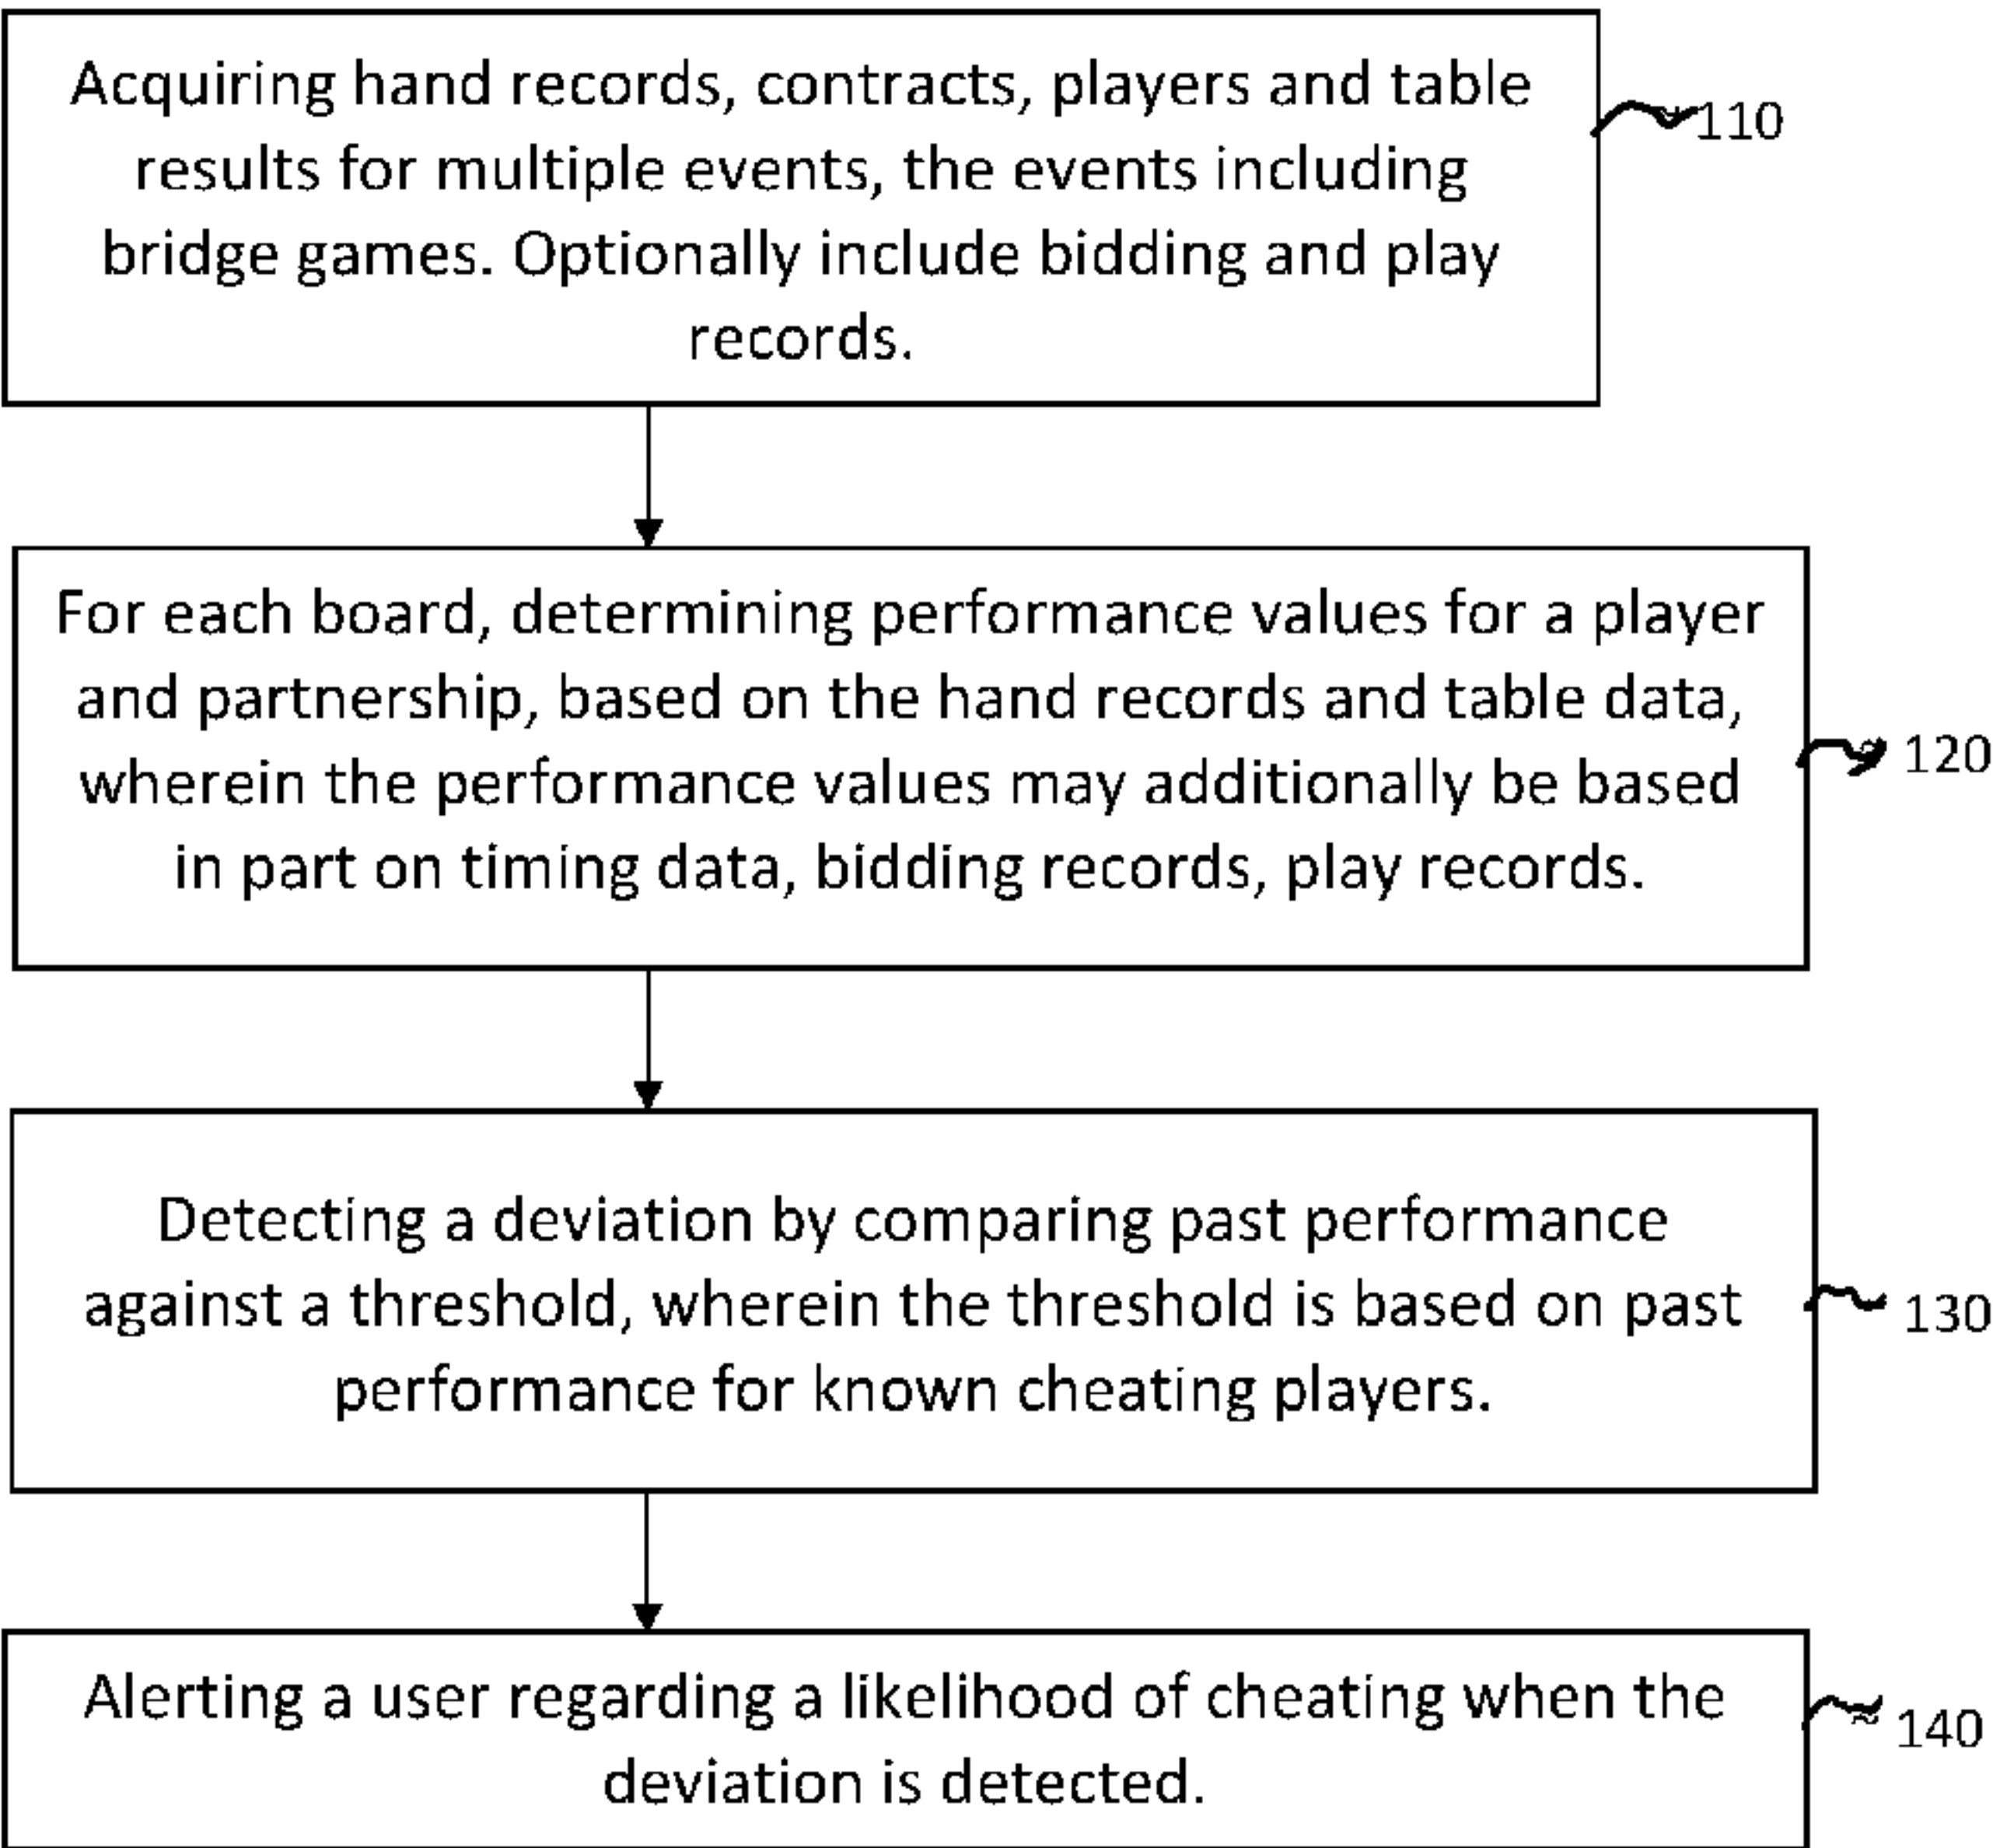 Acquiring hand records, contracts, players and table
results for multiple events, the events including
bridge games. Optionally include bidding and play
records.
110
For each board, determining performance values for a player
and partnership, based on the hand records and table data,
wherein the performance values may additionally be based
in part on timing data, bidding records, play records.
120
Detecting a deviation by comparing past performance
against a threshold, wherein the threshold is based on past
performance for known cheating players.
130
Alerting a user regarding a likelihood of cheating when the
deviation is detected.
140